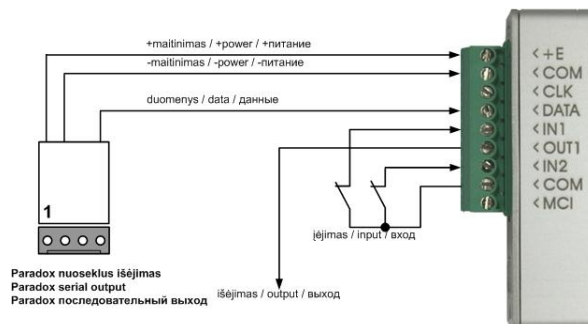 +maitinimas / +power / +питание
-maitinimas / -power / -питание
duomenys / data / данные
<+E
<COM
<CLK
<DATA
<IN1
<OUT1
<IN2
<COM
<MCI
1
įėjimas / input / вход
Paradox nuoseklus išėjimas
Paradox serial output
Paradox последовательный выход
išėjimas / output / выход